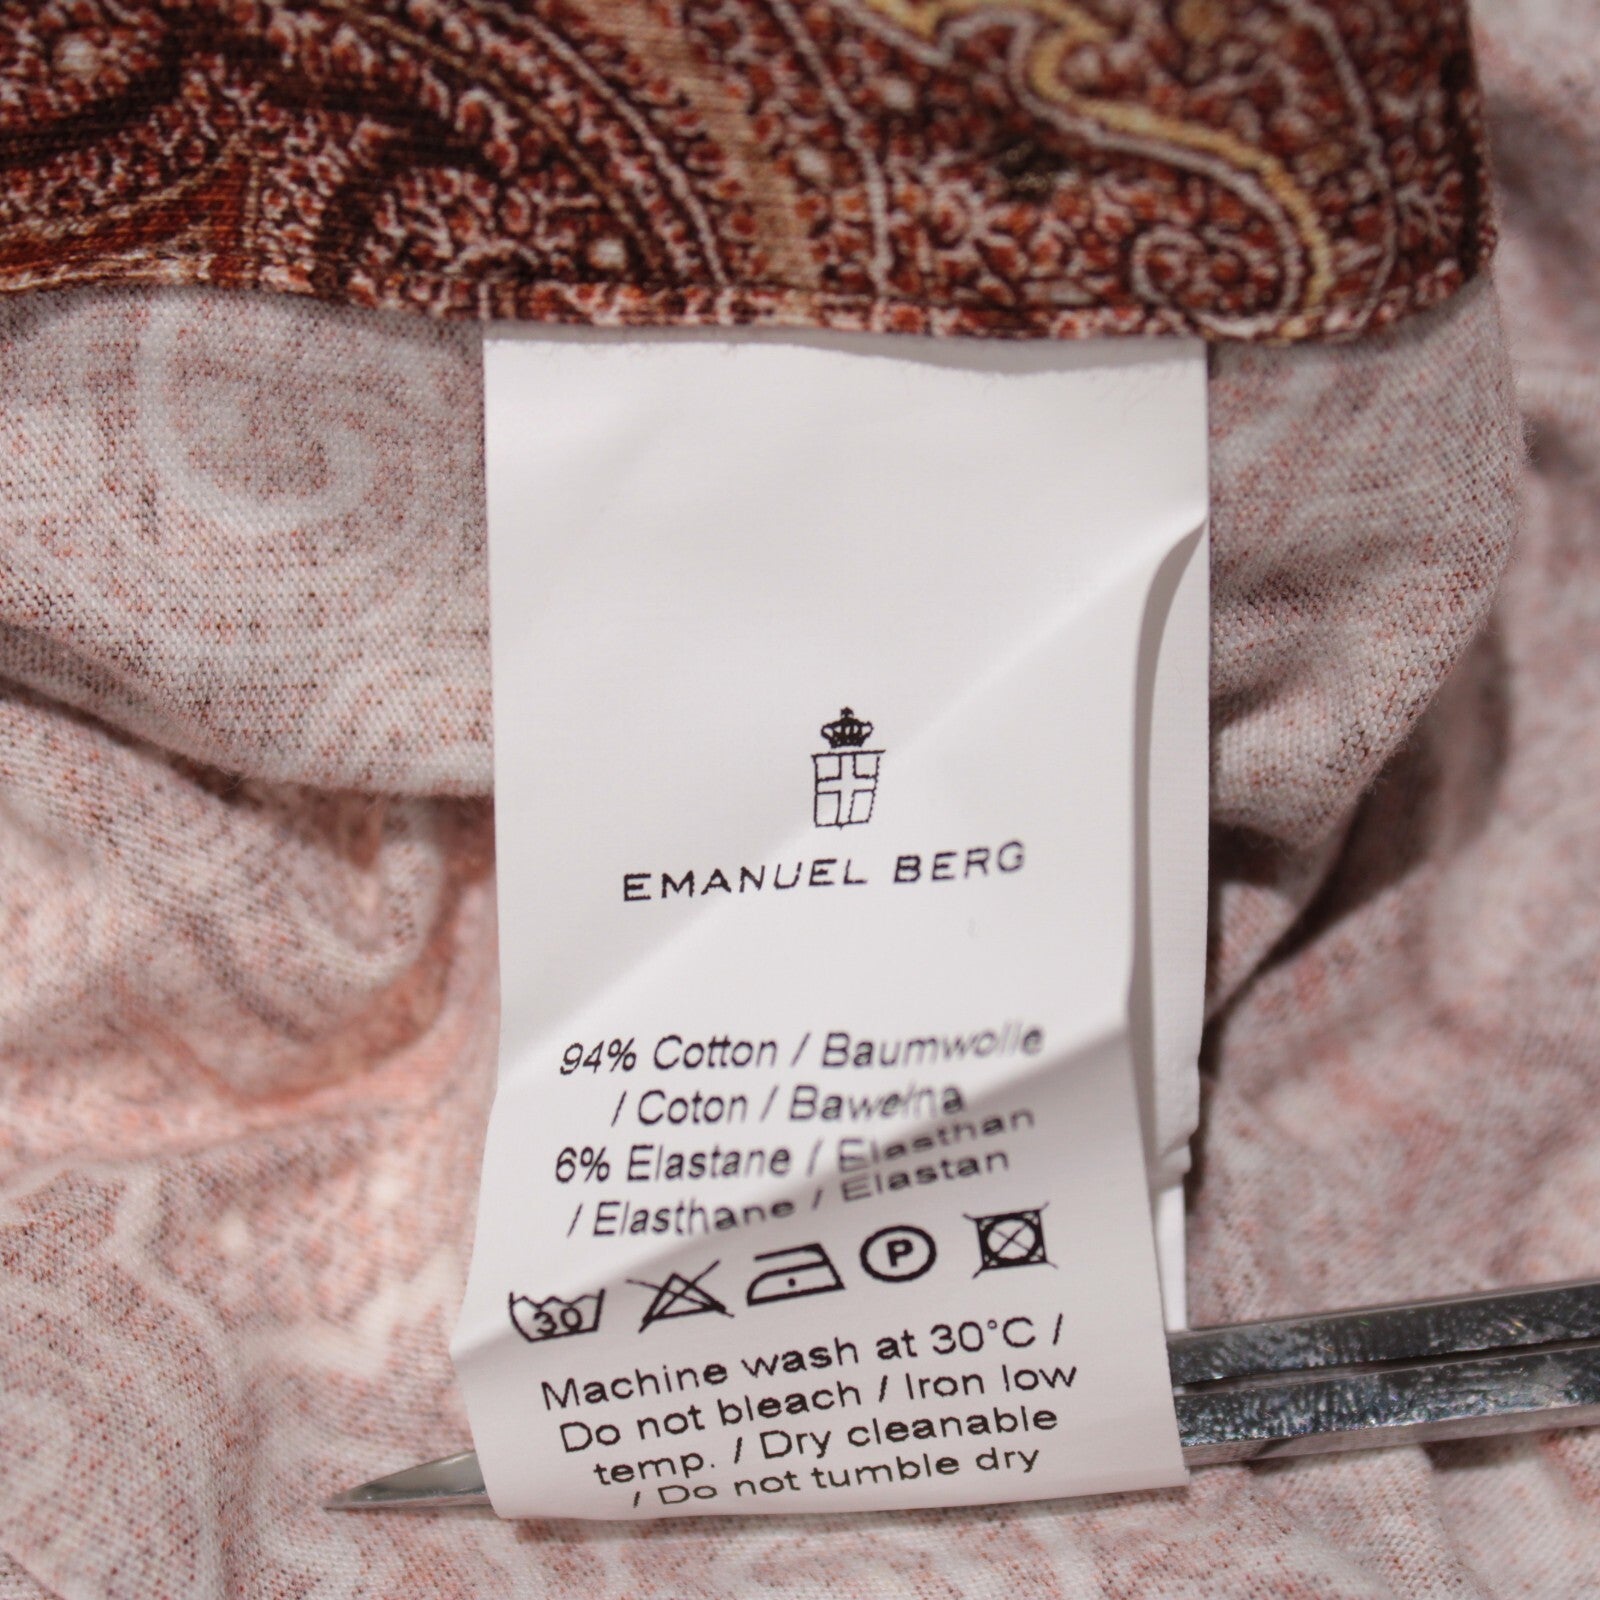 EMANUEL BERG
94% Cotton / Baumwolle
/ Coton / Bawełna
6% Elastane / Elasthan
/ Elasthane / Elastan
30 P
Machine wash at 30°C /
Do not bleach / Iron low
temp. / Dry cleanable
/ Do not tumble dry